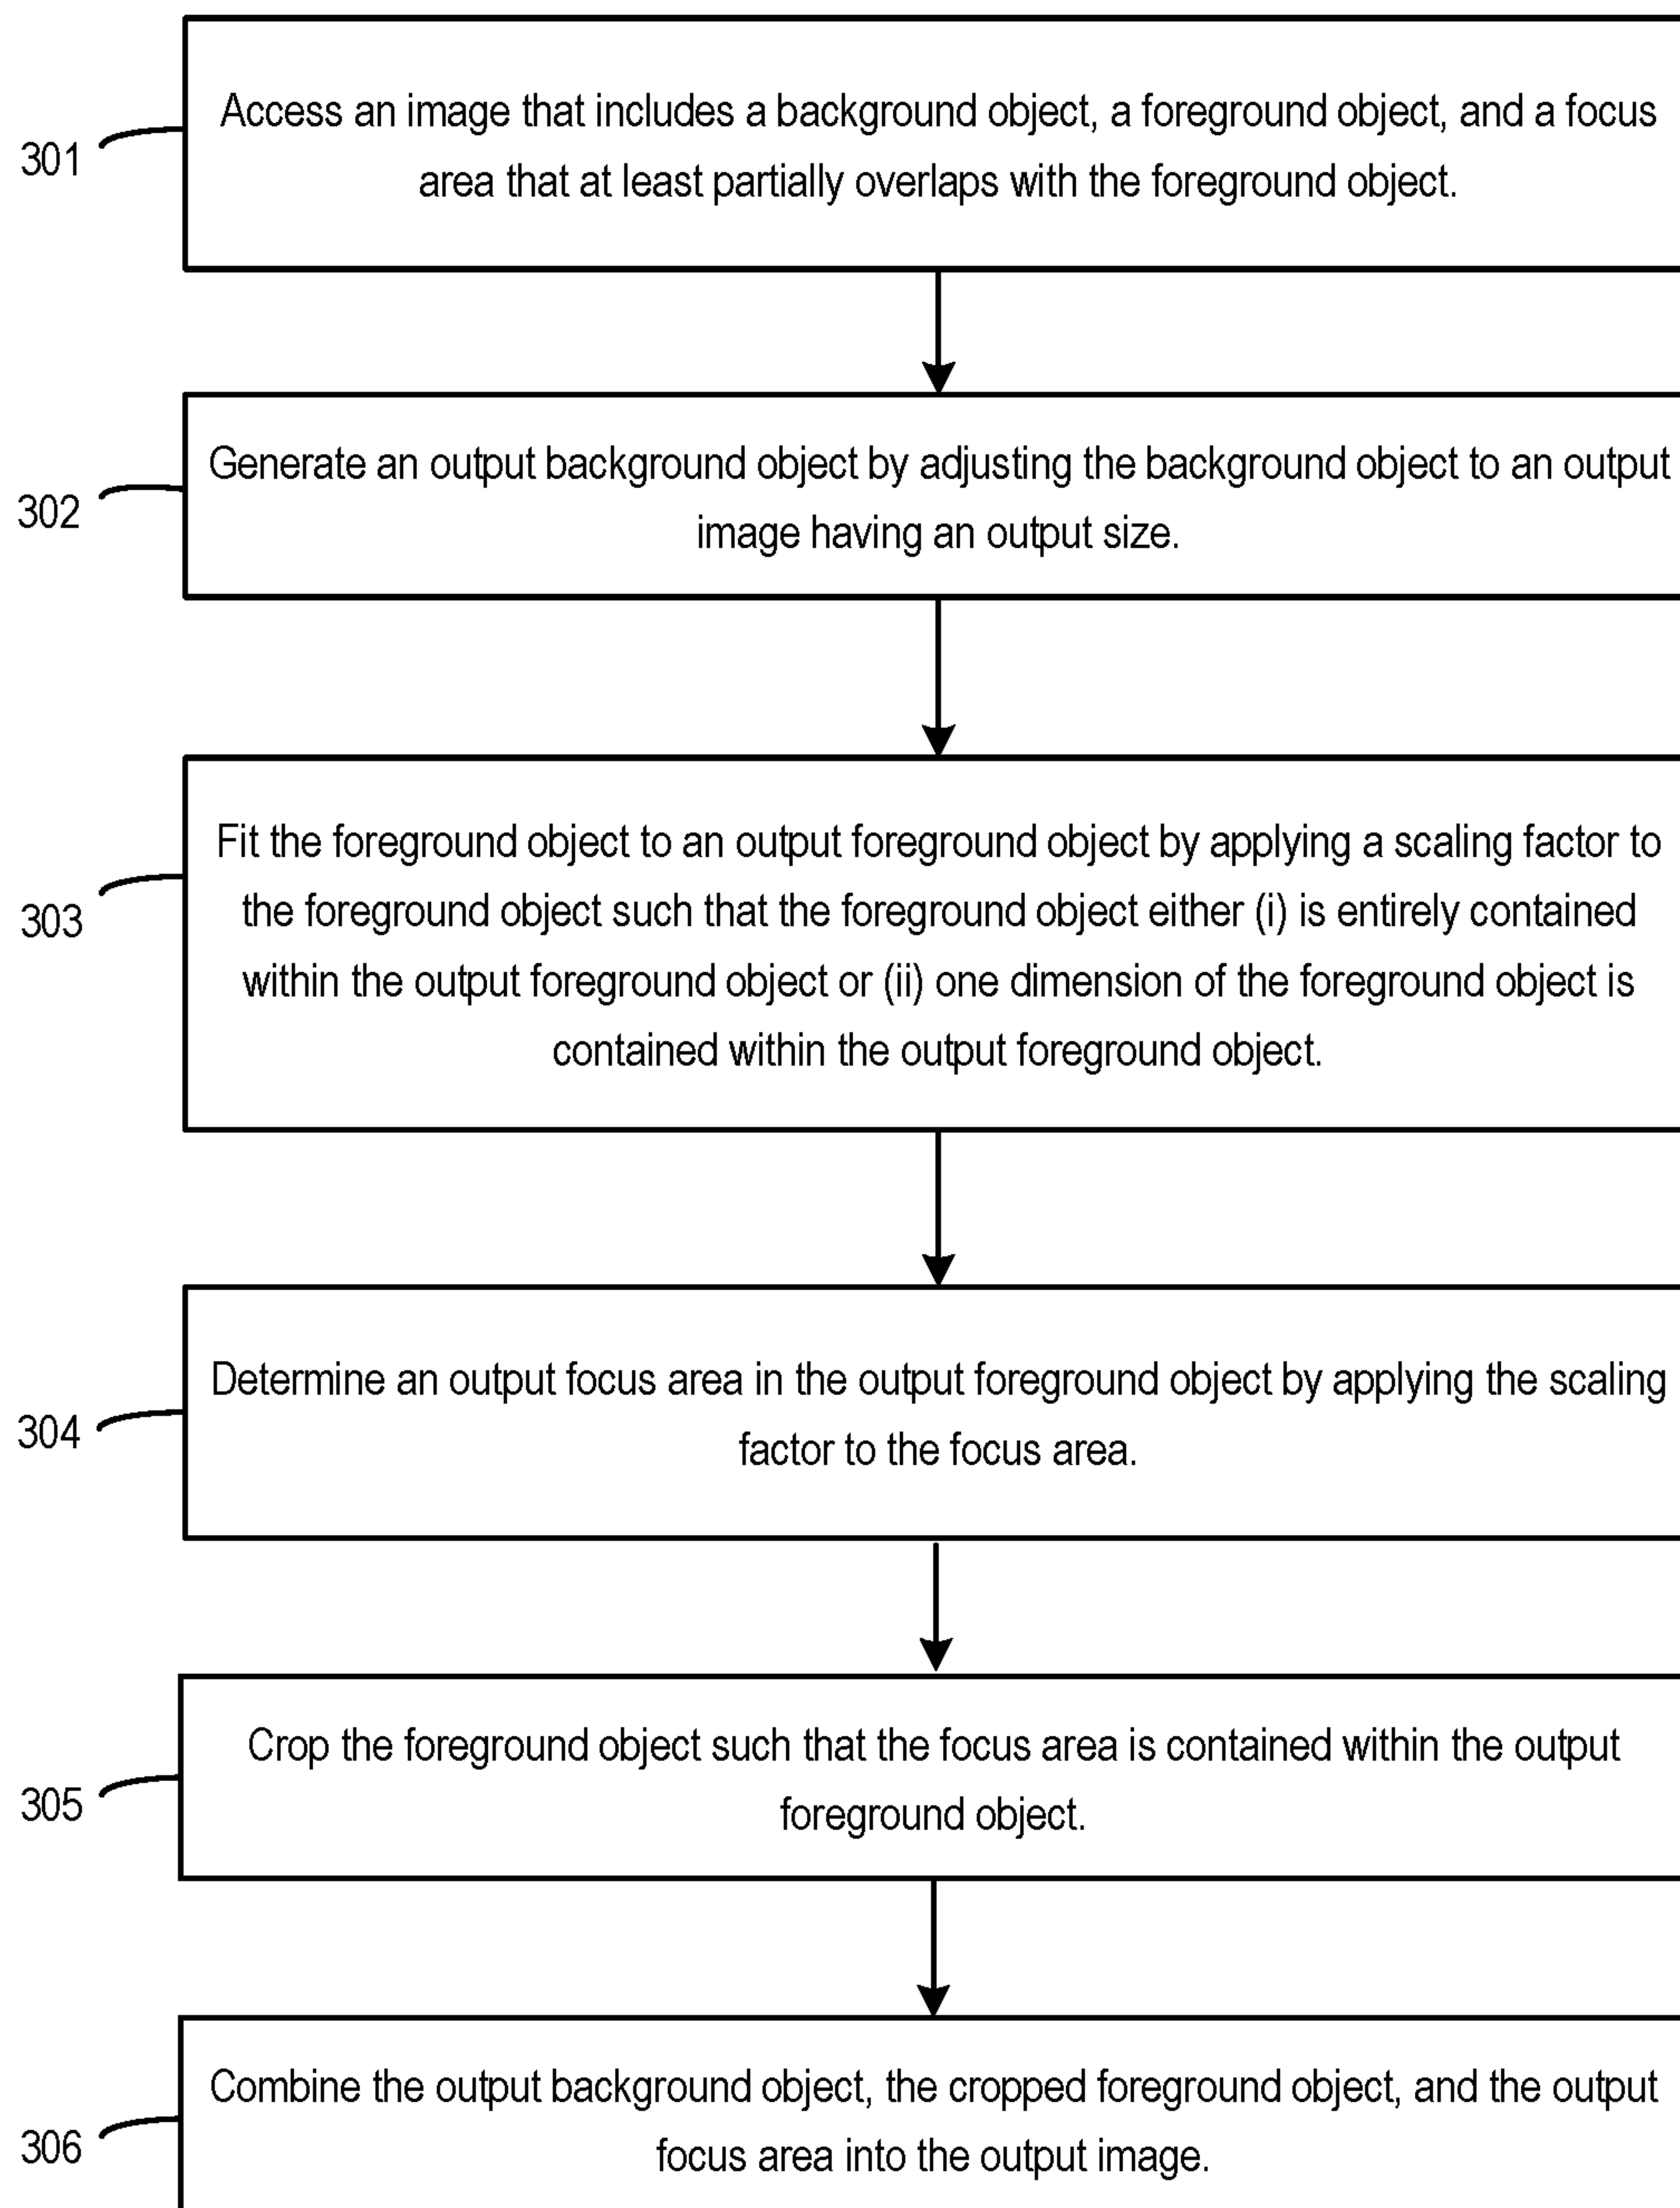 301
Access an image that includes a background object, a foreground object, and a focus
area that at least partially overlaps with the foreground object.
302
Generate an output background object by adjusting the background object to an output
image having an output size.
303
Fit the foreground object to an output foreground object by applying a scaling factor to
the foreground object such that the foreground object either (i) is entirely contained
within the output foreground object or (ii) one dimension of the foreground object is
contained within the output foreground object.
304
Determine an output focus area in the output foreground object by applying the scaling
factor to the focus area.
305
Crop the foreground object such that the focus area is contained within the output
foreground object.
306
Combine the output background object, the cropped foreground object, and the output
focus area into the output image.